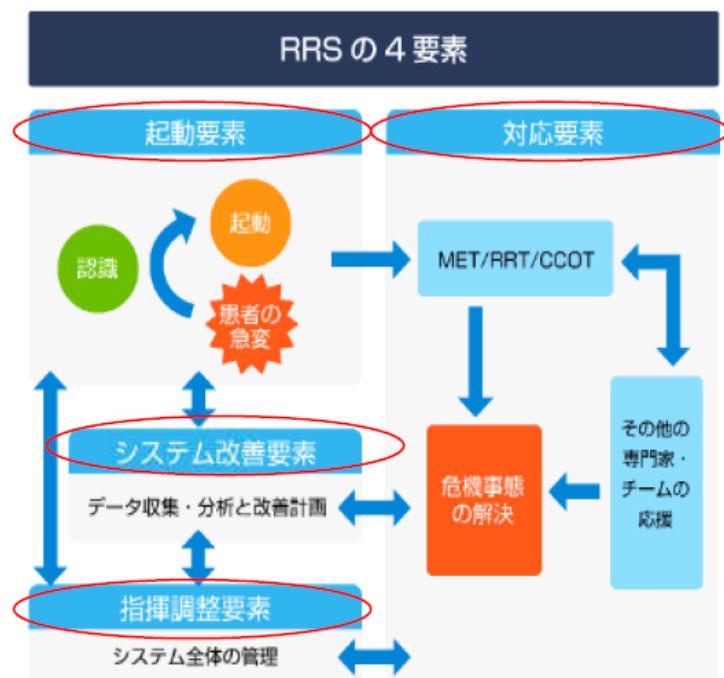 RRS の 4 要素
起動要素
対応要素
起動
認識
患者の
急変
MET/RRT/CCOT
その他の
専門家・
チームの
応援
危機事態
の解決
システム改善要素
データ収集・分析と改善計画
指揮調整要素
システム全体の管理